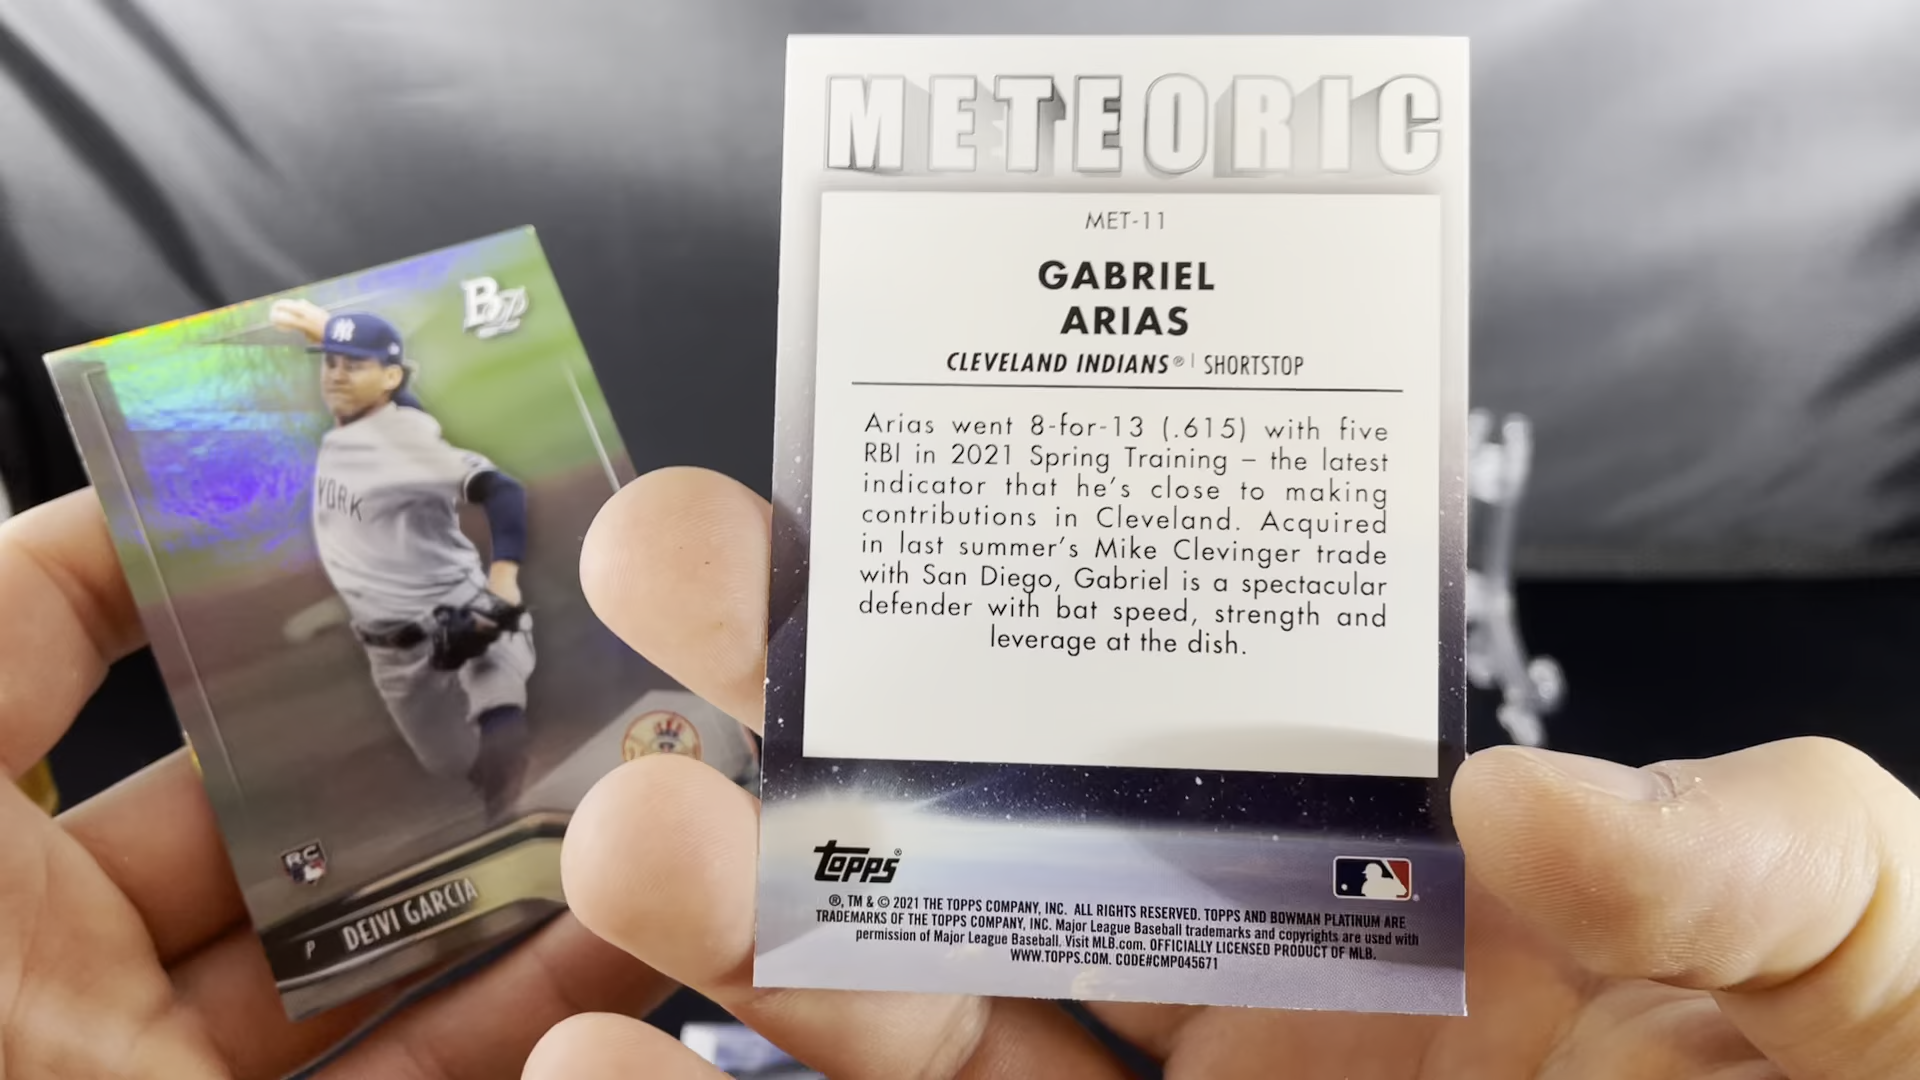 METEORIC
MET-11
GABRIEL
ARIAS
CLEVELAND INDIANS® | SHORTSTOP
Arias went 8-for-13 (.615) with five
RBI in 2021 Spring Training – the latest
indicator that he's close to making
contributions in Cleveland. Acquired
in last summer's Mike Clevinger trade
with San Diego, Gabriel is a spectacular
defender with bat speed, strength and
leverage at the dish.
TOPPS®
®, TM & © 2021 THE TOPPS COMPANY, INC. ALL RIGHTS RESERVED. TOPPS AND BOWMAN PLATINUM ARE
TRADEMARKS OF THE TOPPS COMPANY, INC. Major League Baseball trademarks and copyrights are used with
permission of Major League Baseball. Visit MLB.com. OFFICIALLY LICENSED PRODUCT OF MLB.
WWW.TOPPS.COM. CODE#CMP045671
BP
NY
YORK
RC
P DEIVI GARCIA